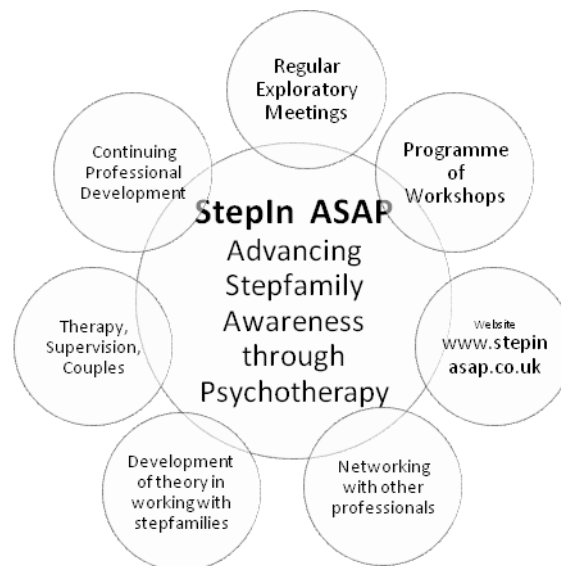 Regular
Exploratory
Meetings
Programme
of
Workshops
Website
www.stepin
asap.co.uk
Networking
with other
professionals
Development
of theory in
working with
stepfamilies
Therapy,
Supervision,
Couples
Continuing
Professional
Development
StepIn ASAP
Advancing
Stepfamily
Awareness
through
Psychotherapy